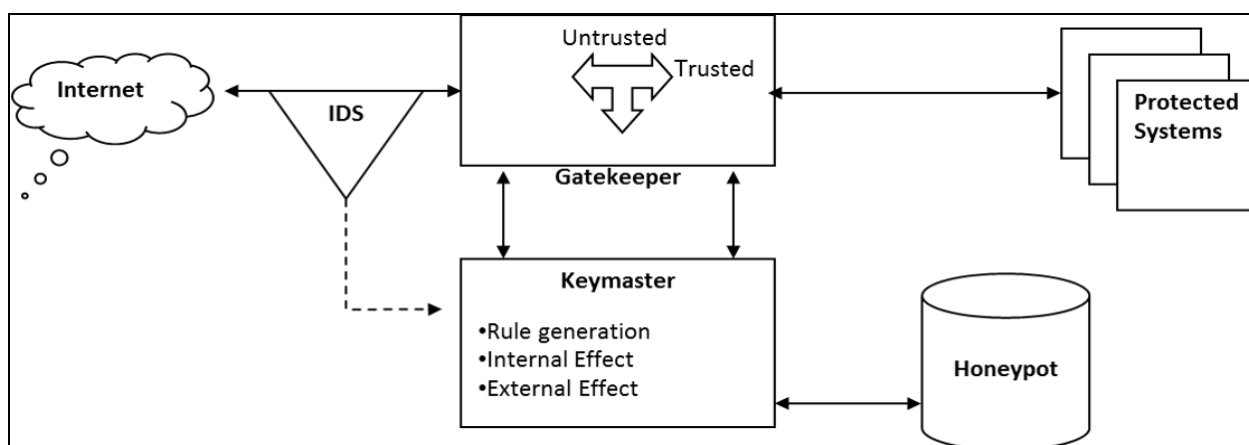 Untrusted
Trusted
Internet
IDS
Protected
Systems
Gatekeeper
Keymaster
•Rule generation
•Internal Effect
•External Effect
Honeypot